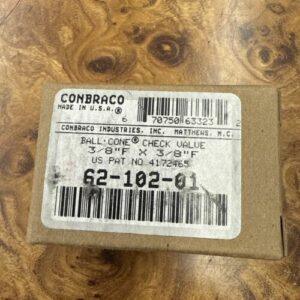 CONBRACO
MADE IN U.S.A.®
6 70750 63323 2
CONBRACO INDUSTRIES, INC. MATTHEWS, N.C.
BALL-CONE® CHECK VALUE
3/8"F X 3/8"F
US PAT NO 4172465
62-102-01